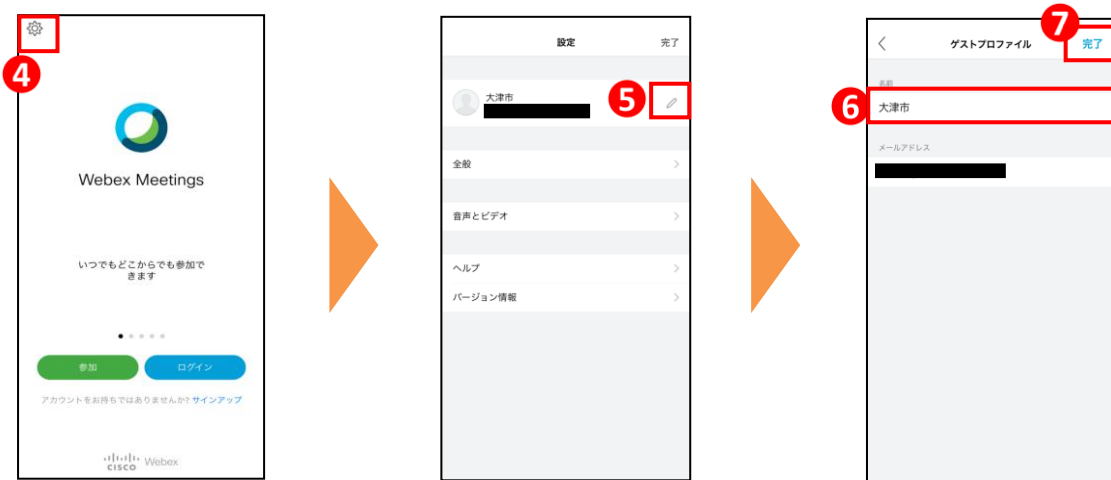 ❹
Webex Meetings
いつでもどこからでも参加で
きます
参加
ログイン
アカウントをお持ちではありませんか? サインアップ
CISCO Webex
設定
完了
大津市
❺
全般
音声とビデオ
ヘルプ
バージョン情報
❼
ゲストプロファイル
完了
名前
❻
大津市
メールアドレス